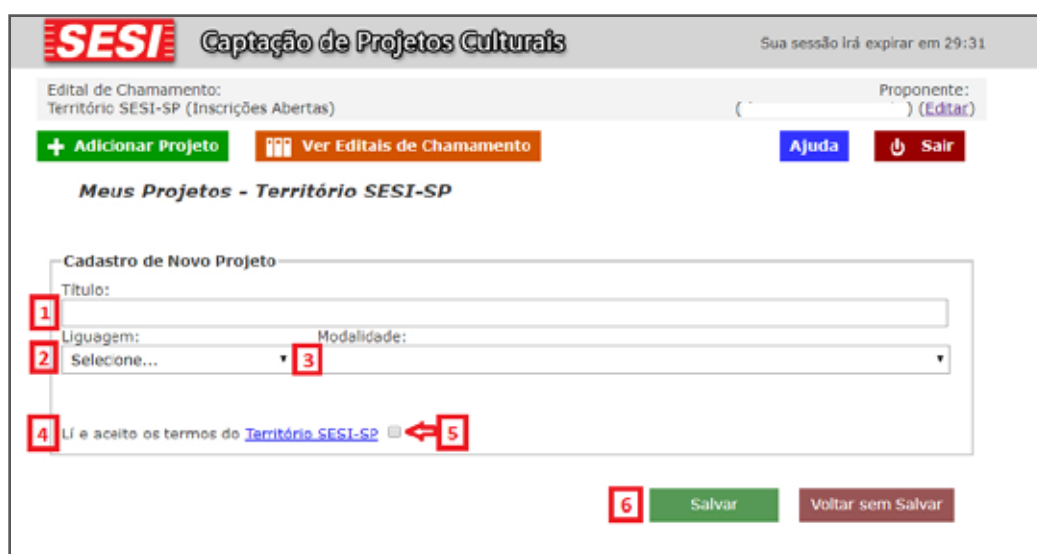 SESI Captação de Projetos Culturais Sua sessão irá expirar em 29:31
Edital de Chamamento: Proponente:
Território SESI-SP (Inscrições Abertas) ( ) (Editar)
Adicionar Projeto Ver Editais de Chamamento Ajuda Sair
Meus Projetos - Território SESI-SP
Cadastro de Novo Projeto
Título:
1
Liguagem: Modalidade:
2 Selecione... 3
4 Lí e aceito os termos do Território SESI-SP 5
6 Salvar Voltar sem Salvar